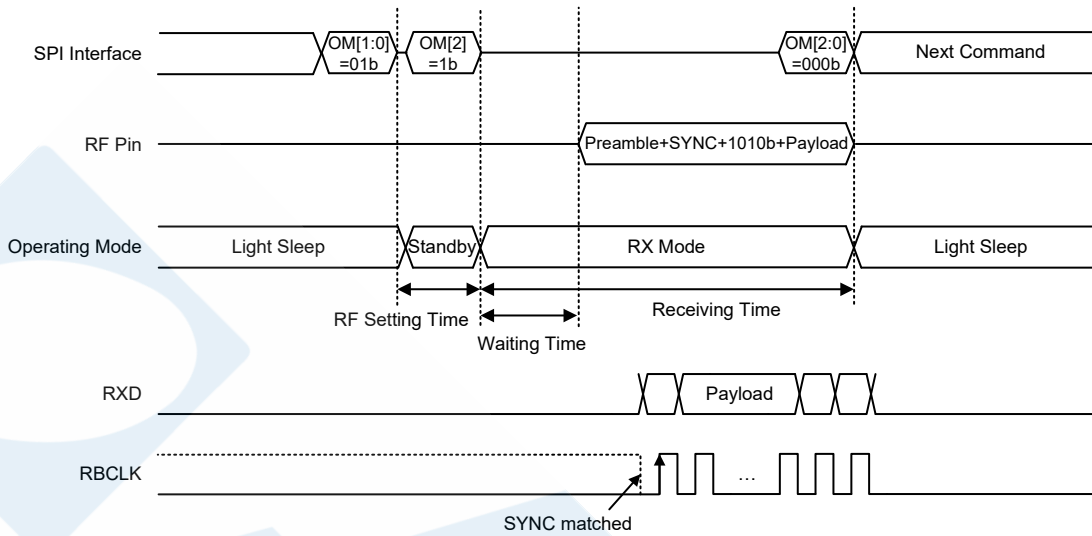 SPI Interface
OM[1:0]
=01b
OM[2]
=1b
OM[2:0]
=000b
Next Command
RF Pin
Preamble+SYNC+1010b+Payload
Operating Mode
Light Sleep
Standby
RX Mode
Light Sleep
RF Setting Time
Receiving Time
Waiting Time
RXD
Payload
RBCLK
...
SYNC matched